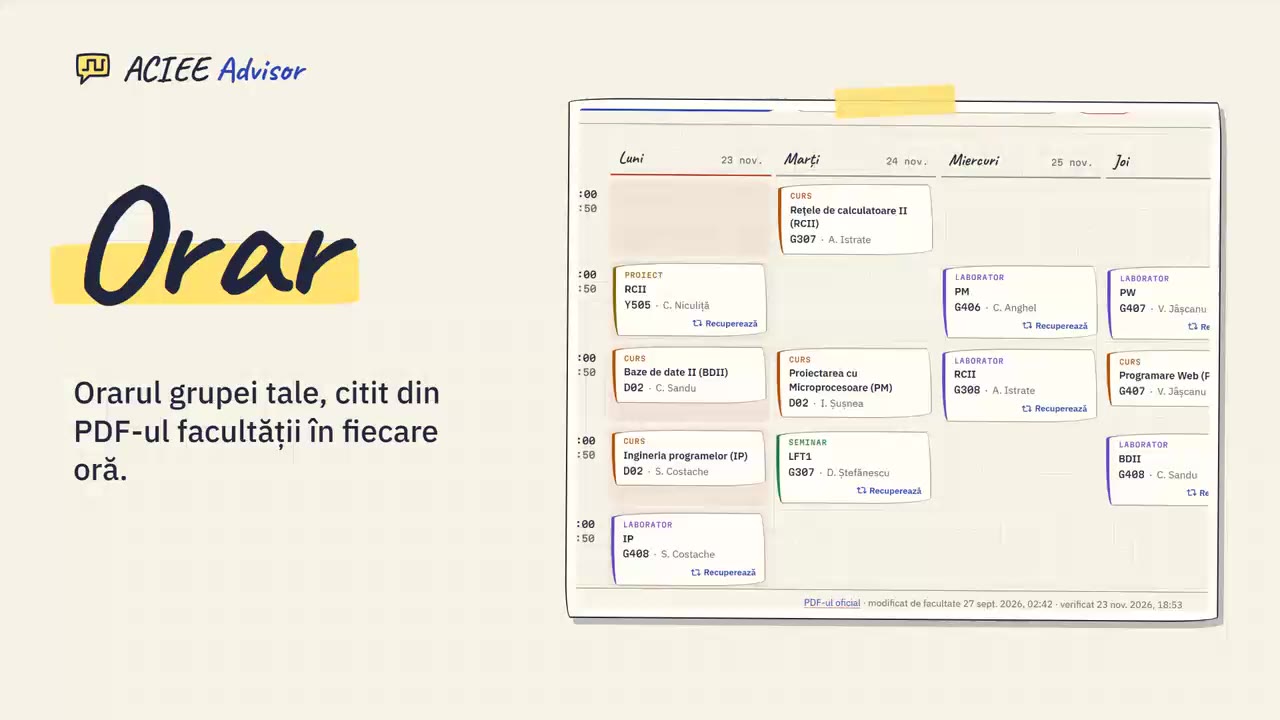 ACIEE Advisor
Orar
Orarul grupei tale, citit din
PDF-ul facultății în fiecare
oră.
Luni 23 nov. Marți 24 nov. Miercuri 25 nov. Joi
:00
:50
CURS
Rețele de calculatoare II
(RCII)
G307 · A. Istrate
:00
:50
PROIECT
RCII
Y505 · C. Niculiță
Recuperează
LABORATOR
PM
G406 · C. Anghel
Recuperează
LABORATOR
PW
G407 · V. Jâșcanu
Re
:00
:50
CURS
Baze de date II (BDII)
D02 · C. Sandu
CURS
Proiectarea cu
Microprocesoare (PM)
D02 · I. Șușnea
LABORATOR
RCII
G308 · A. Istrate
Recuperează
CURS
Programare Web (P
G407 · V. Jâșcanu
:00
:50
CURS
Ingineria programelor (IP)
D02 · S. Costache
SEMINAR
LFT1
G307 · D. Ștefănescu
Recuperează
LABORATOR
BDII
G408 · C. Sandu
Re
:00
:50
LABORATOR
IP
G408 · S. Costache
Recuperează
PDF-ul oficial · modificat de facultate 27 sept. 2026, 02:42 · verificat 23 nov. 2026, 18:53